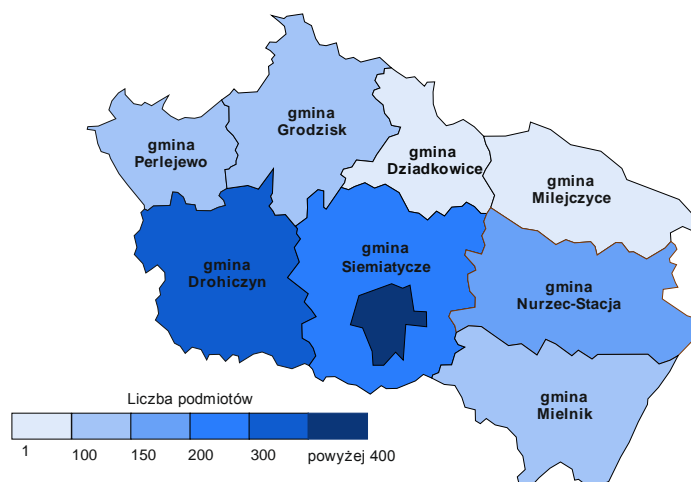 gmina
Grodzisk
gmina
Perlejewo
gmina
Dziadkowice
gmina
Milejczyce
gmina
Drohiczyn
gmina
Siemiatycze
gmina
Nurzec-Stacja
gmina
Mielnik
Liczba podmiotów
1 100 150 200 300 powyżej 400